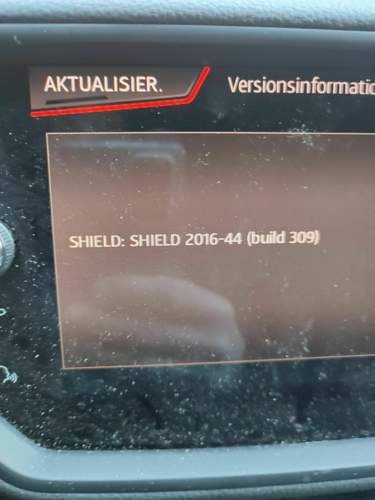 AKTUALISIER. Versionsinformatio
SHIELD: SHIELD 2016-44 (build 309)